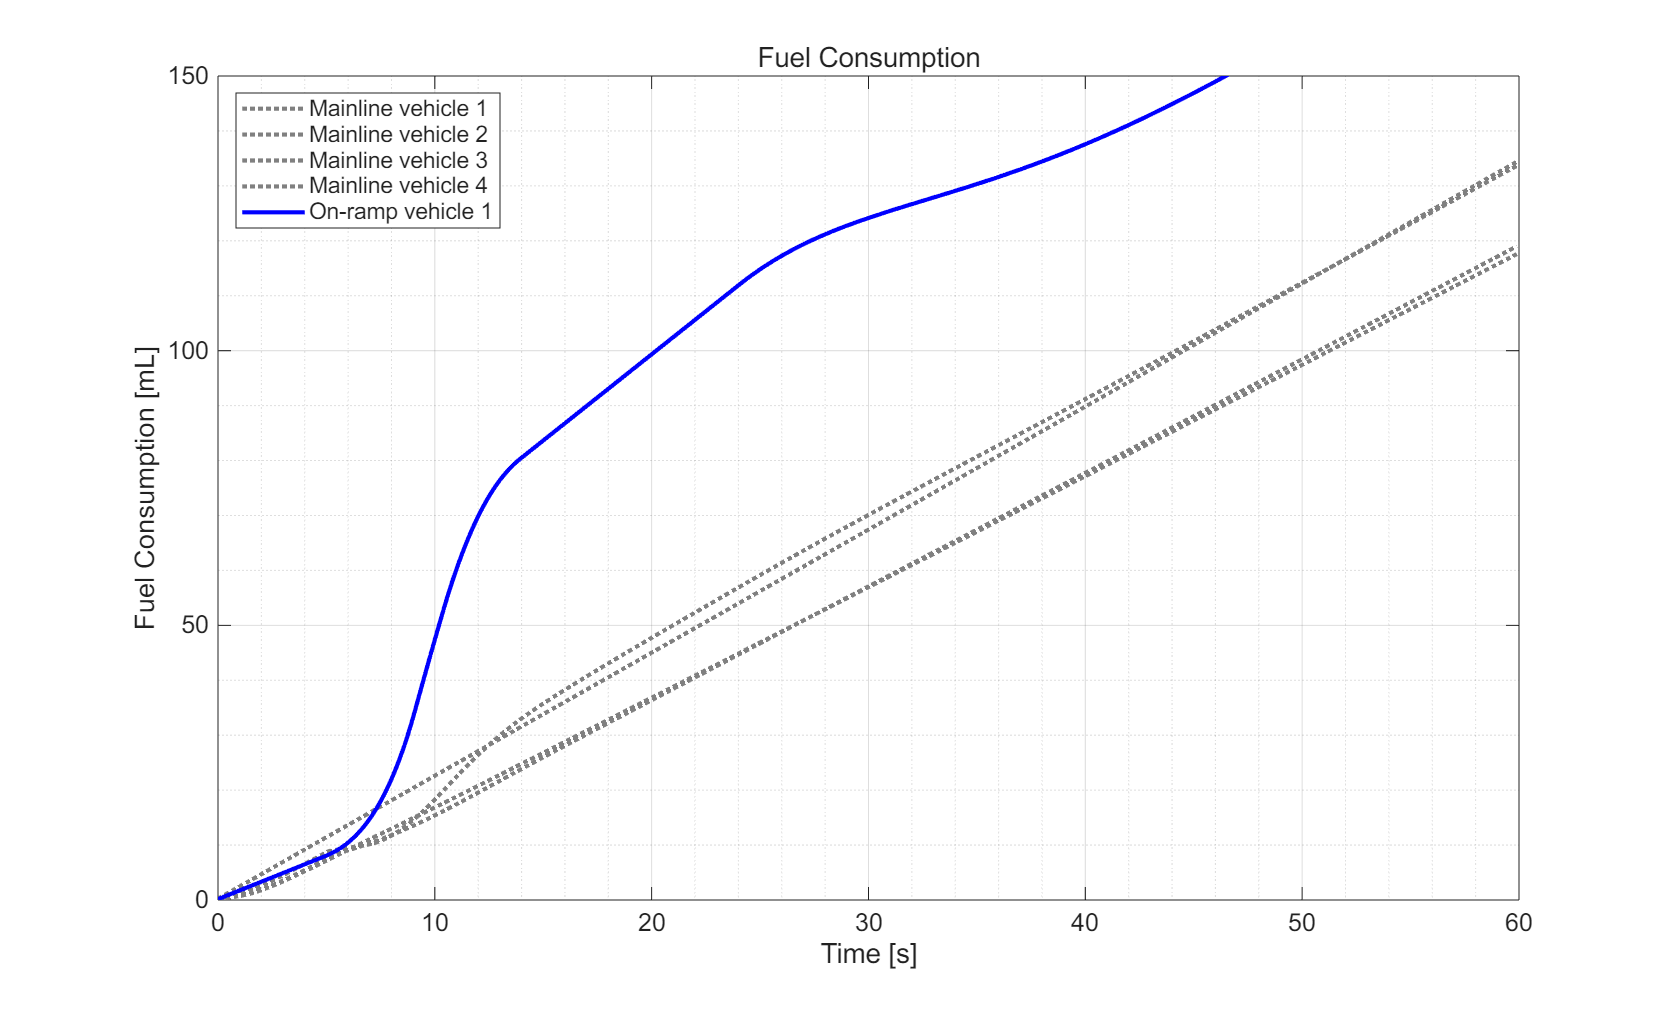 Fuel Consumption
150
100
50
0
Fuel Consumption [mL]
Mainline vehicle 1
Mainline vehicle 2
Mainline vehicle 3
Mainline vehicle 4
On-ramp vehicle 1
0 10 20 30 40 50 60
Time [s]